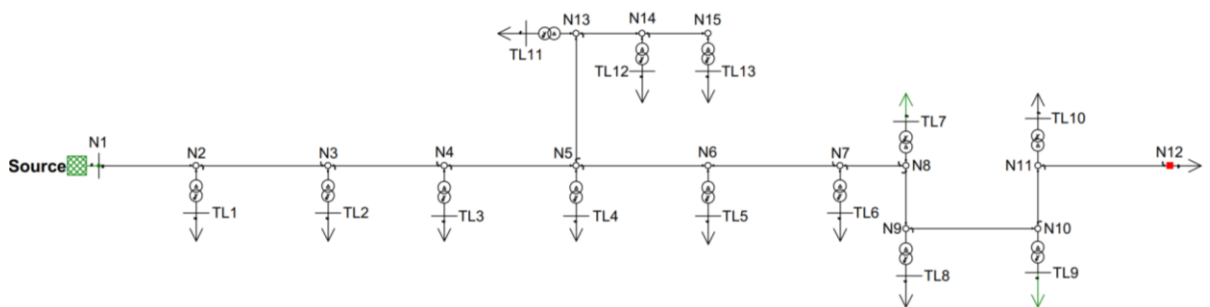 N13 N14 N15
TL11 TL12 TL13
N1 TL7 TL10
Source N2 N3 N4 N5 N6 N7 N8 N11 N12
TL1 TL2 TL3 TL4 TL5 TL6 N9 N10
TL8 TL9